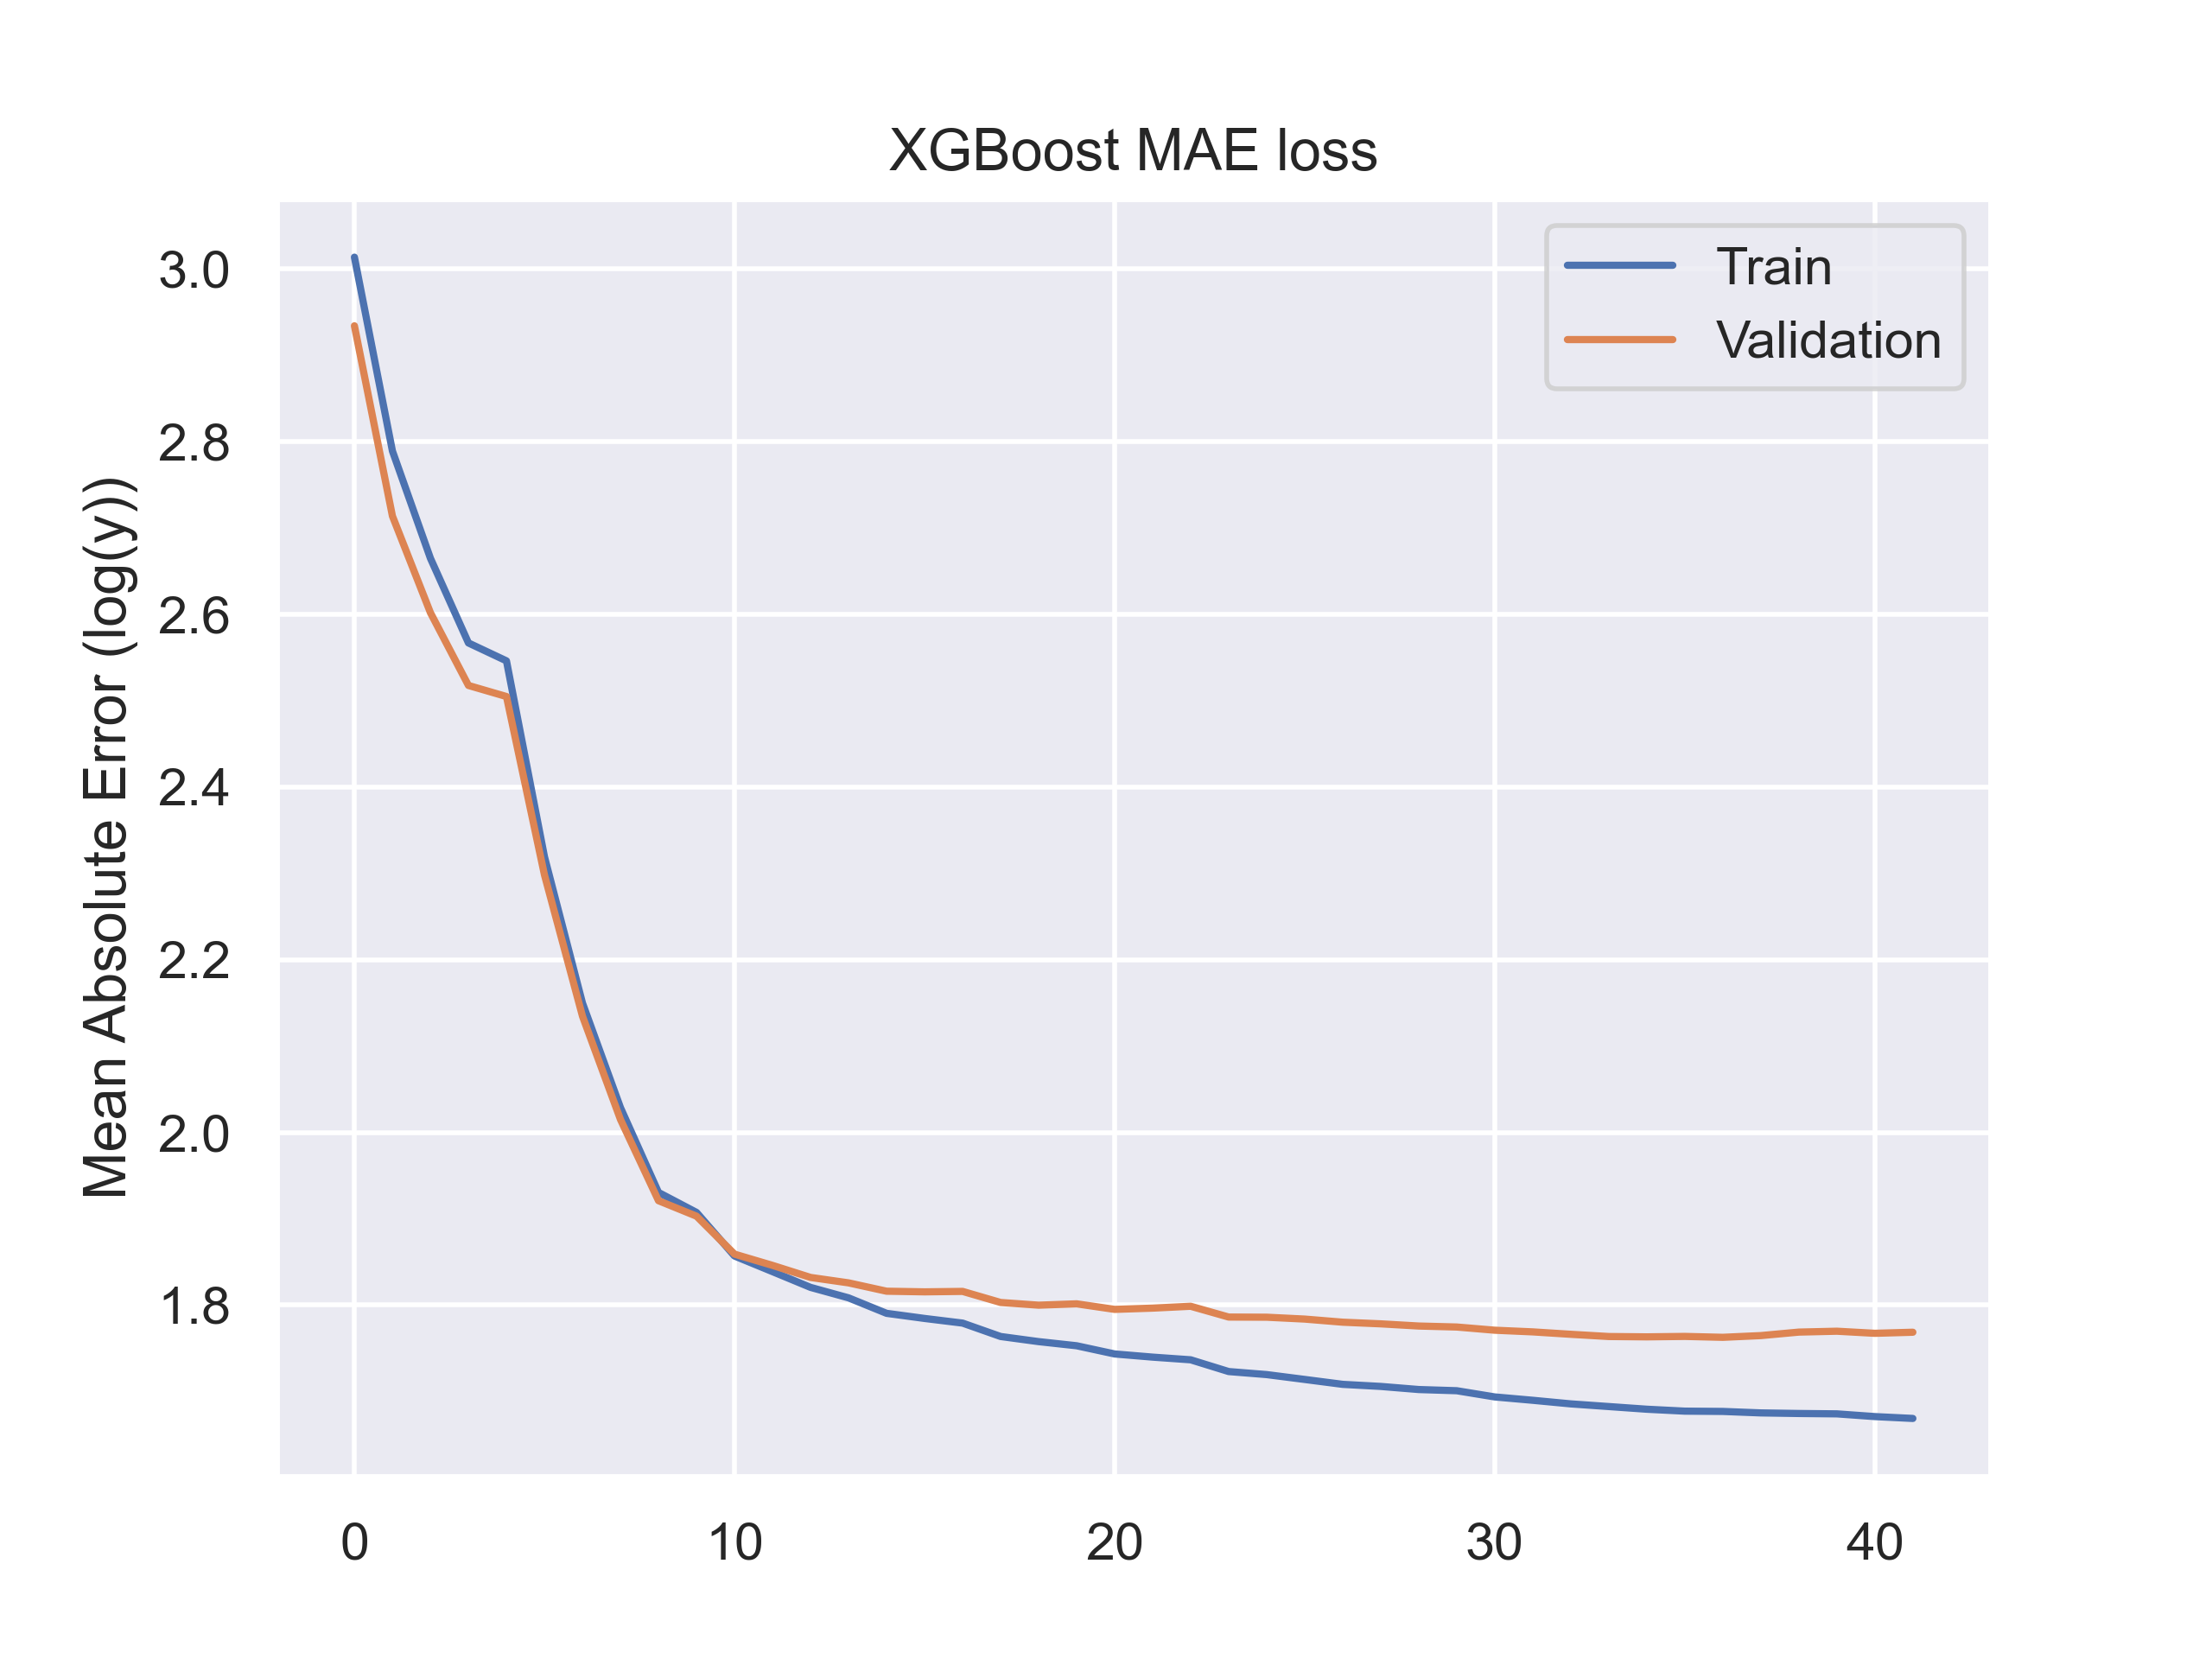 XGBoost MAE loss
Train
Validation
Mean Absolute Error (log(y))
3.0
2.8
2.6
2.4
2.2
2.0
1.8
0 10 20 30 40